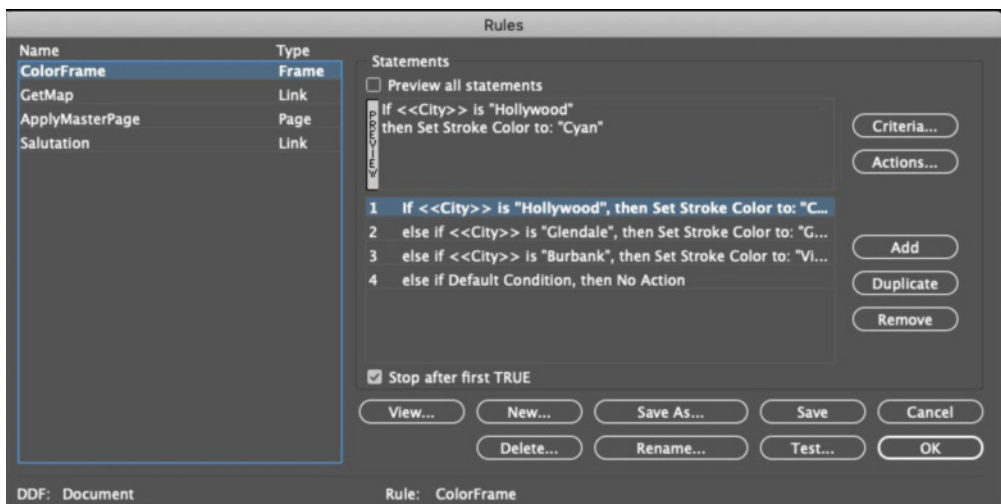 Rules
Name Type
ColorFrame Frame
GetMap Link
ApplyMasterPage Page
Salutation Link
Statements
Preview all statements
PREVIEW
If <<City>> is "Hollywood"
then Set Stroke Color to: "Cyan"
Criteria...
Actions...
1 If <<City>> is "Hollywood", then Set Stroke Color to: "C...
2 else if <<City>> is "Glendale", then Set Stroke Color to: "G...
3 else if <<City>> is "Burbank", then Set Stroke Color to: "Vi...
4 else if Default Condition, then No Action
Add
Duplicate
Remove
Stop after first TRUE
View... New... Save As... Save Cancel
Delete... Rename... Test... OK
DDF: Document Rule: ColorFrame